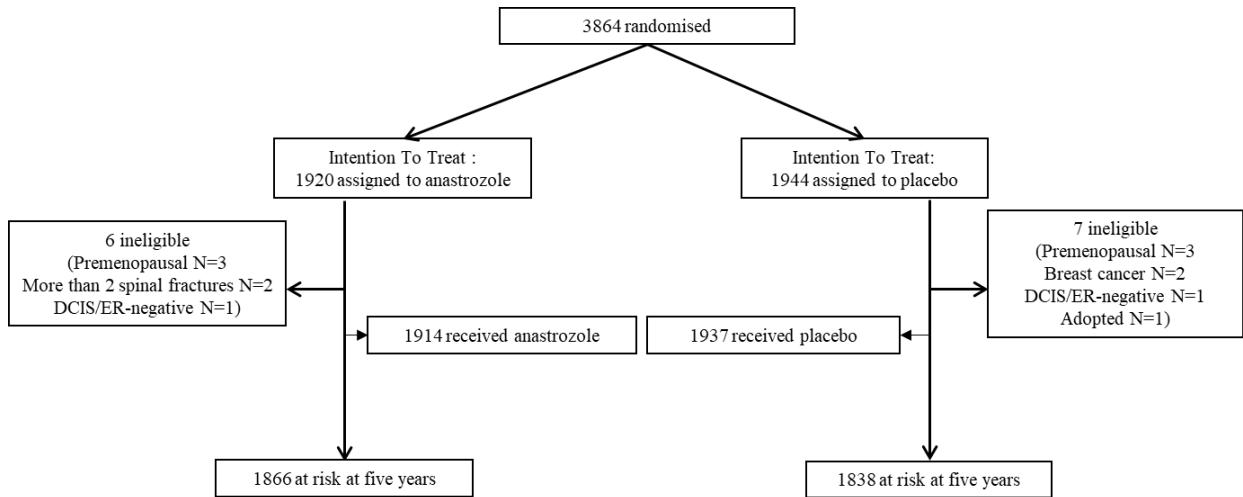 3864 randomised
Intention To Treat :
1920 assigned to anastrozole
Intention To Treat:
1944 assigned to placebo
6 ineligible
(Premenopausal N=3
More than 2 spinal fractures N=2
DCIS/ER-negative N=1)
7 ineligible
(Premenopausal N=3
Breast cancer N=2
DCIS/ER-negative N=1
Adopted N=1)
1914 received anastrozole
1937 received placebo
1866 at risk at five years
1838 at risk at five years